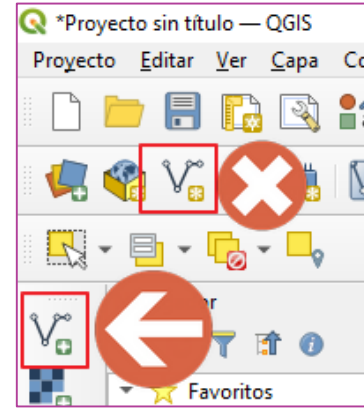 *Proyecto sin título — QGIS
Proyecto Editar Ver Capa
Favoritos